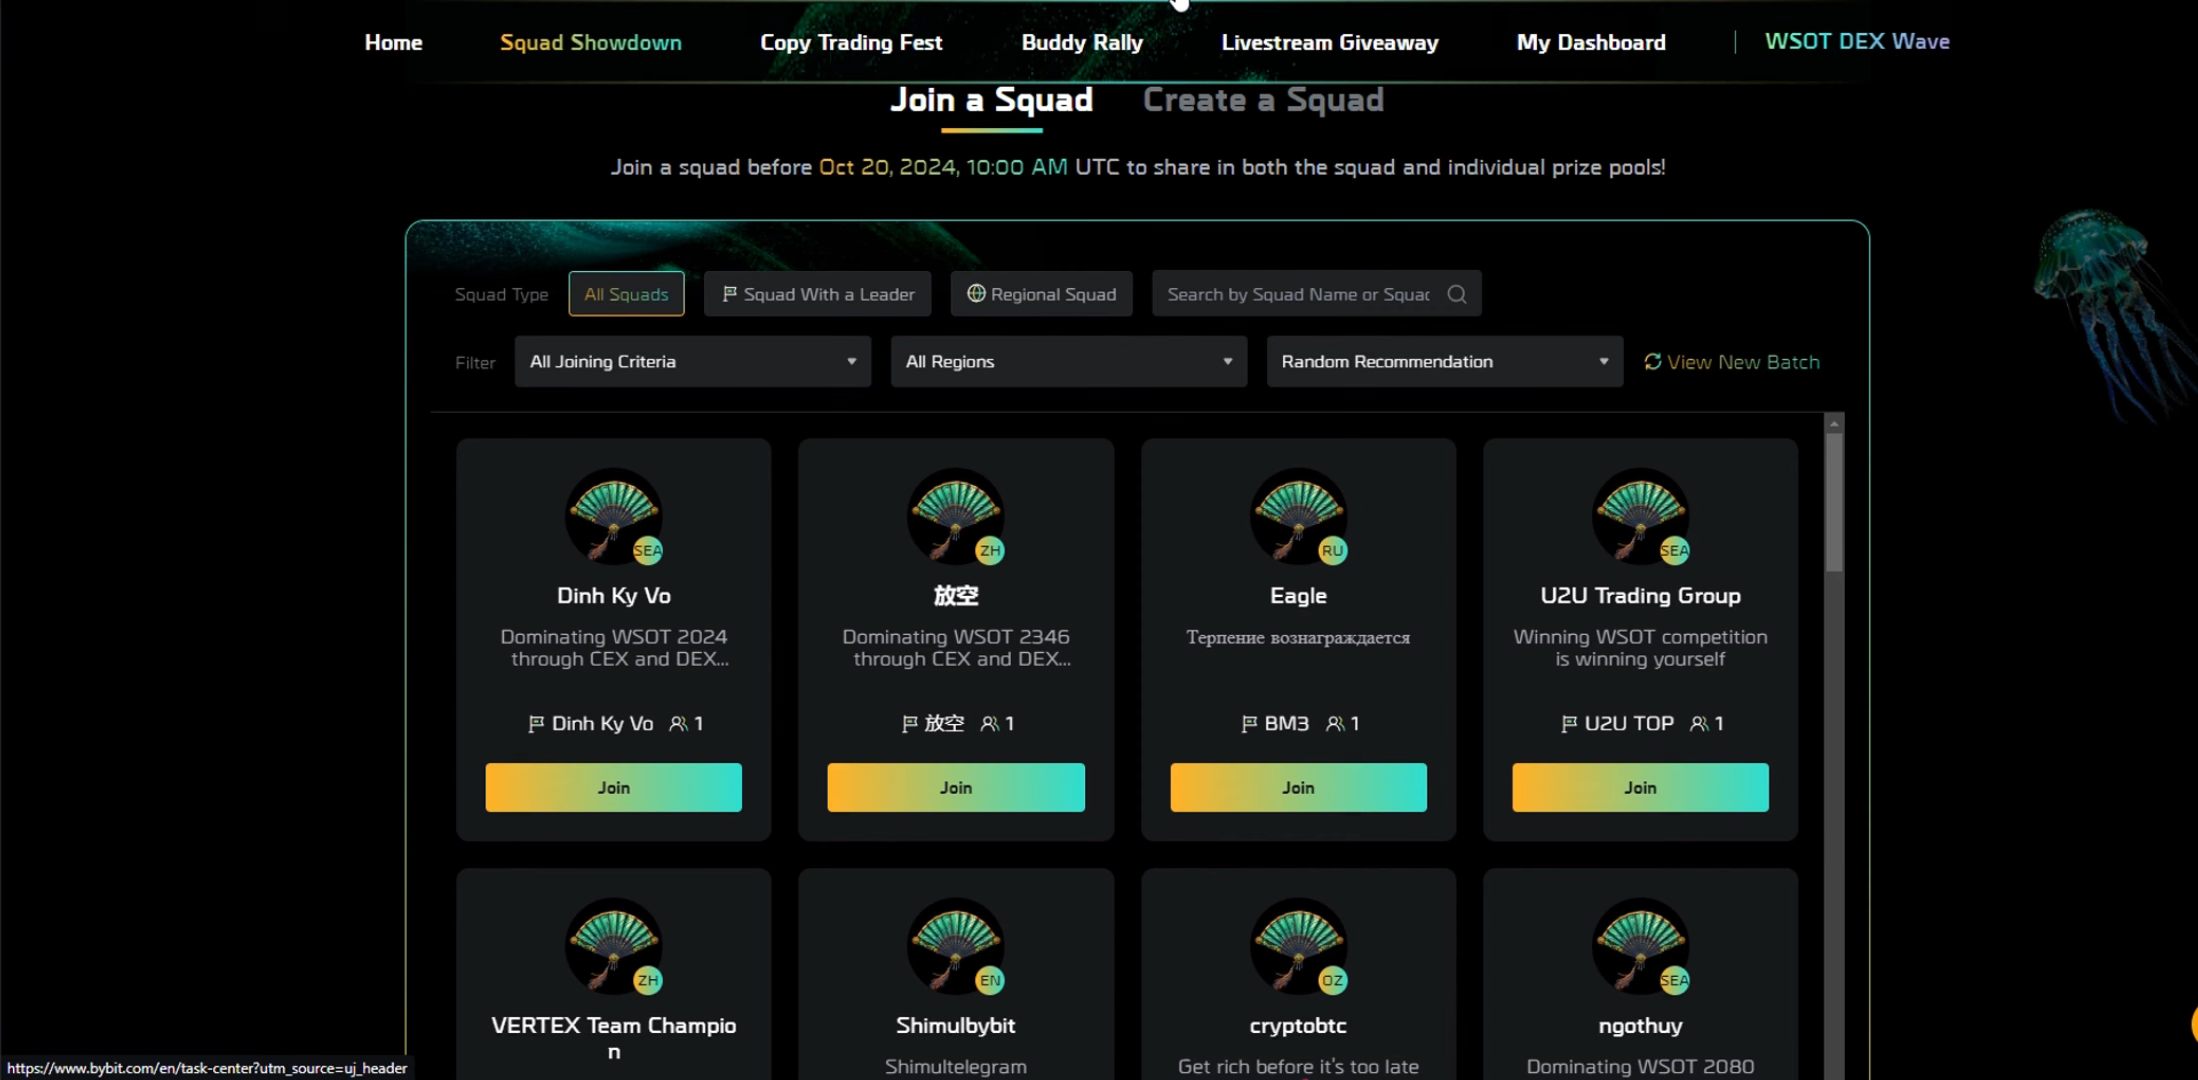 Home
Squad Showdown
Copy Trading Fest
Buddy Rally
Livestream Giveaway
My Dashboard
WSOT DEX Wave
Join a Squad
Create a Squad
Join a squad before Oct 20, 2024, 10:00 AM UTC to share in both the squad and individual prize pools!
Squad Type
All Squads
Squad With a Leader
Regional Squad
Search by Squad Name or Squad
Filter
All Joining Criteria
All Regions
Random Recommendation
View New Batch
SEA
Dinh Ky Vo
Dominating WSOT 2024
through CEX and DEX...
Dinh Ky Vo 1
Join
ZH
放空
Dominating WSOT 2346
through CEX and DEX...
放空 1
Join
RU
Eagle
Терпение вознаграждается
BM3 1
Join
SEA
U2U Trading Group
Winning WSOT competition
is winning yourself
U2U TOP 1
Join
ZH
VERTEX Team Champio
n
EN
Shimulbybit
Shimultelegram
OZ
cryptobtc
Get rich before it's too late
SEA
ngothuy
Dominating WSOT 2080
https://www.bybit.com/en/task-center?utm_source=uj_header